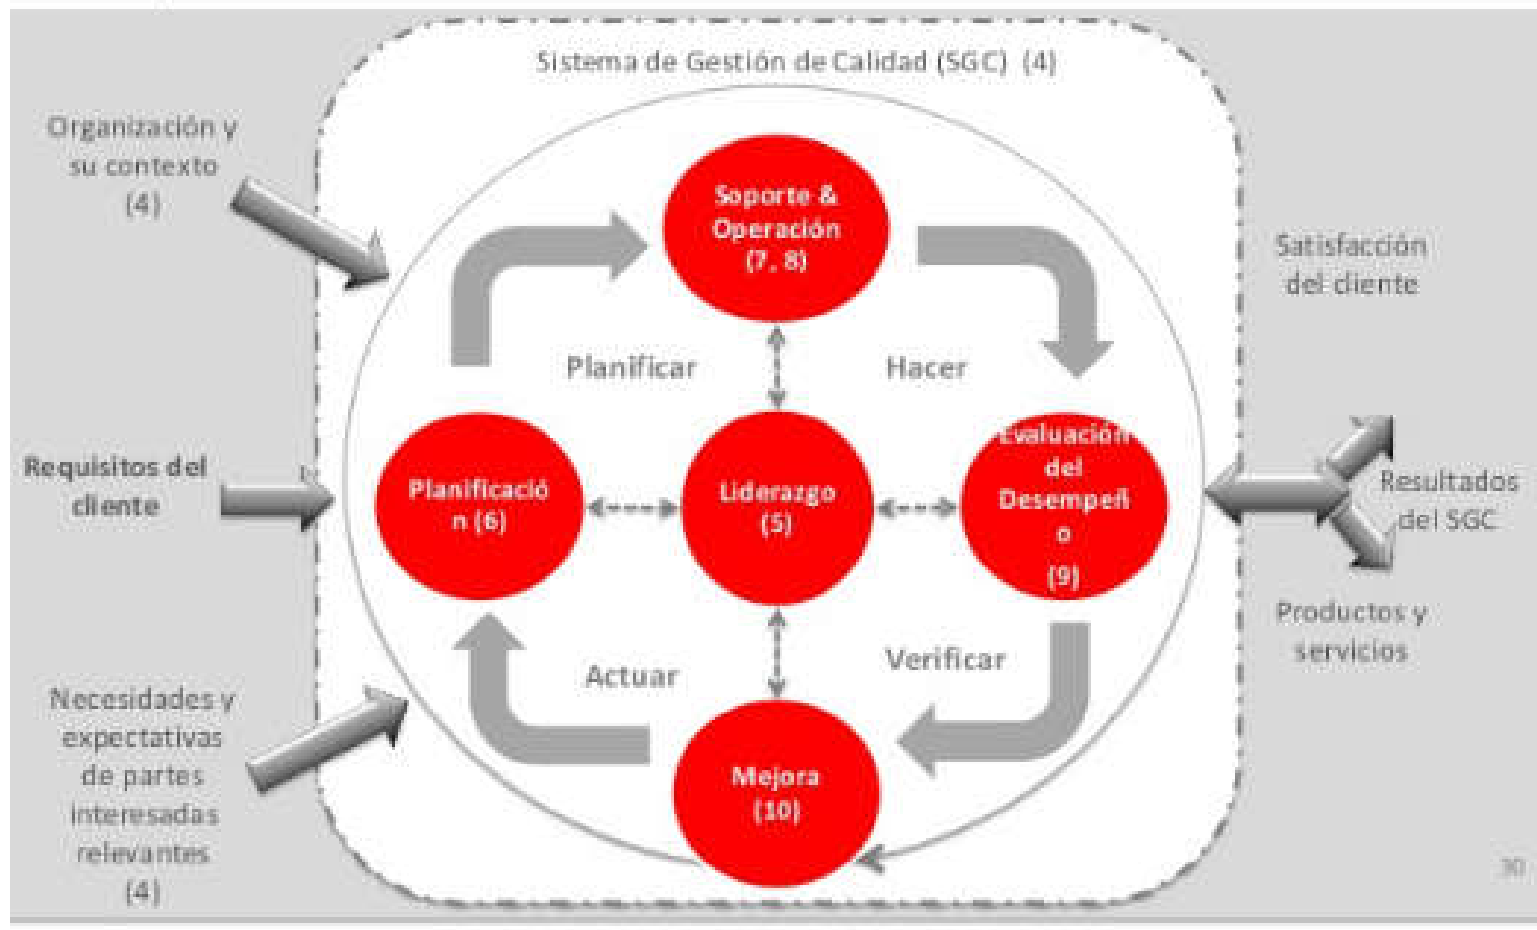 Sistema de Gestión de Calidad (SGC) (4)
Organización y
su contexto
(4)
Requisitos del
cliente
Necesidades y
expectativas
de partes
interesadas
relevantes
(4)
Soporte &
Operación
(7, 8)
Planificar
Hacer
Planificació
n (6)
Liderazgo
(5)
Evaluación
del
Desempeñ
o
(9)
Actuar
Verificar
Mejora
(10)
Satisfacción
del cliente
Resultados
del SGC
Productos y
servicios
30